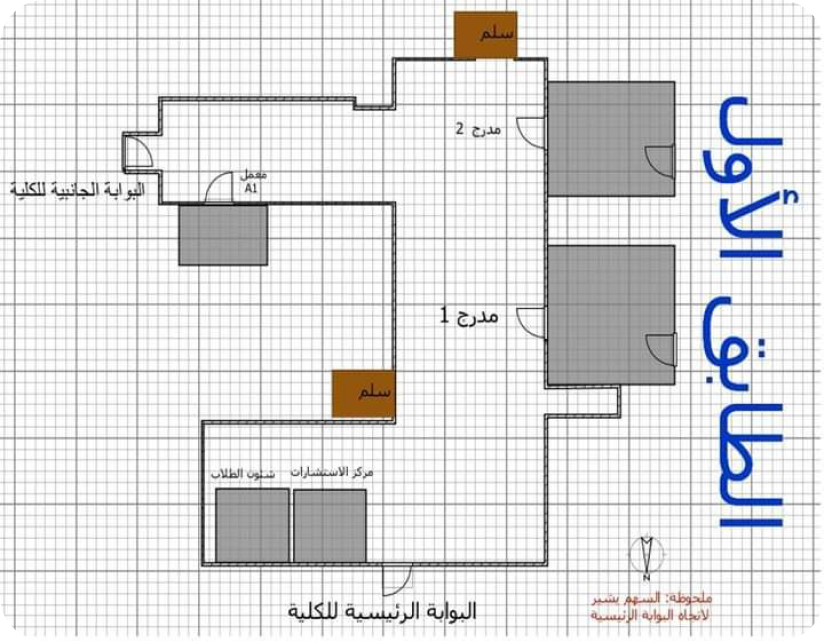 الطابق الأول
سلم
مدرج 2
معمل
A1
البوابة الجانبية للكلية
مدرج 1
سلم
مركز الاستشارات
شئون الطلاب
البوابة الرئيسية للكلية
N
ملحوظة: السهم يشير
لاتجاه البوابة الرئيسية